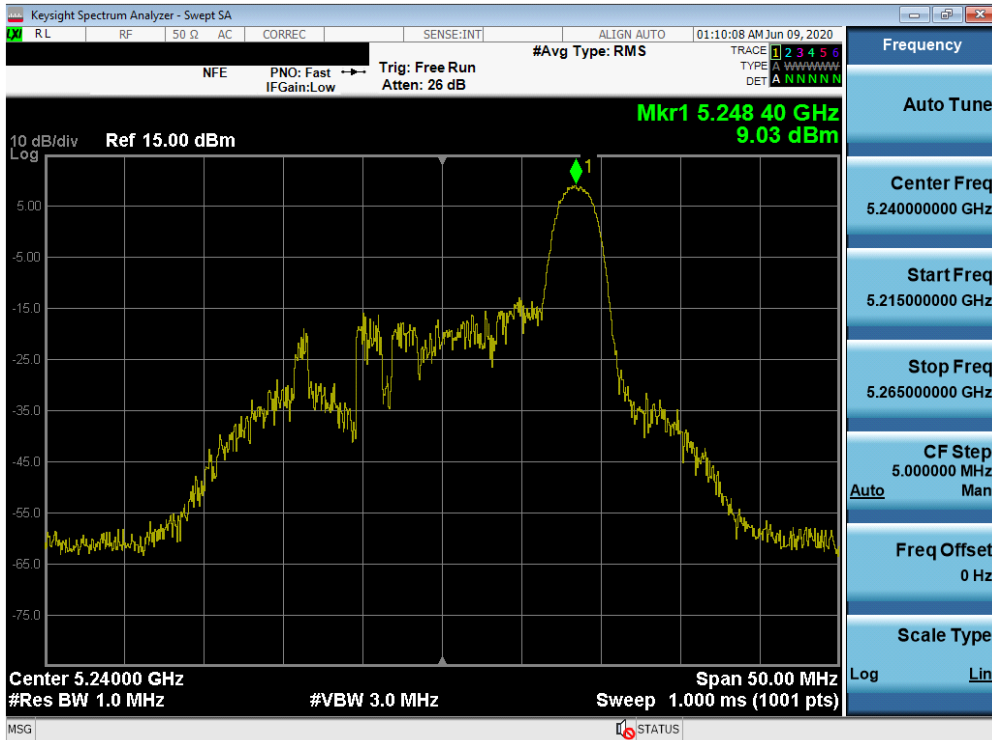 Keysight Spectrum Analyzer - Swept SA
LXI RL RF 50 Ω AC CORREC SENSE:INT ALIGN AUTO 01:10:08 AM Jun 09, 2020
#Avg Type: RMS TRACE 1 2 3 4 5 6
NFE PNO: Fast Trig: Free Run TYPE A WWWWW
IFGain:Low Atten: 26 dB DET A N N N N N
Mkr1 5.248 40 GHz
9.03 dBm
10 dB/div Ref 15.00 dBm
Log
1
5.00
-5.00
-15.0
-25.0
-35.0
-45.0
-55.0
-65.0
-75.0
Center 5.24000 GHz Span 50.00 MHz
#Res BW 1.0 MHz #VBW 3.0 MHz Sweep 1.000 ms (1001 pts)
MSG STATUS
Frequency
Auto Tune
Center Freq
5.240000000 GHz
Start Freq
5.215000000 GHz
Stop Freq
5.265000000 GHz
CF Step
5.000000 MHz
Auto Man
Freq Offset
0 Hz
Scale Type
Log Lin